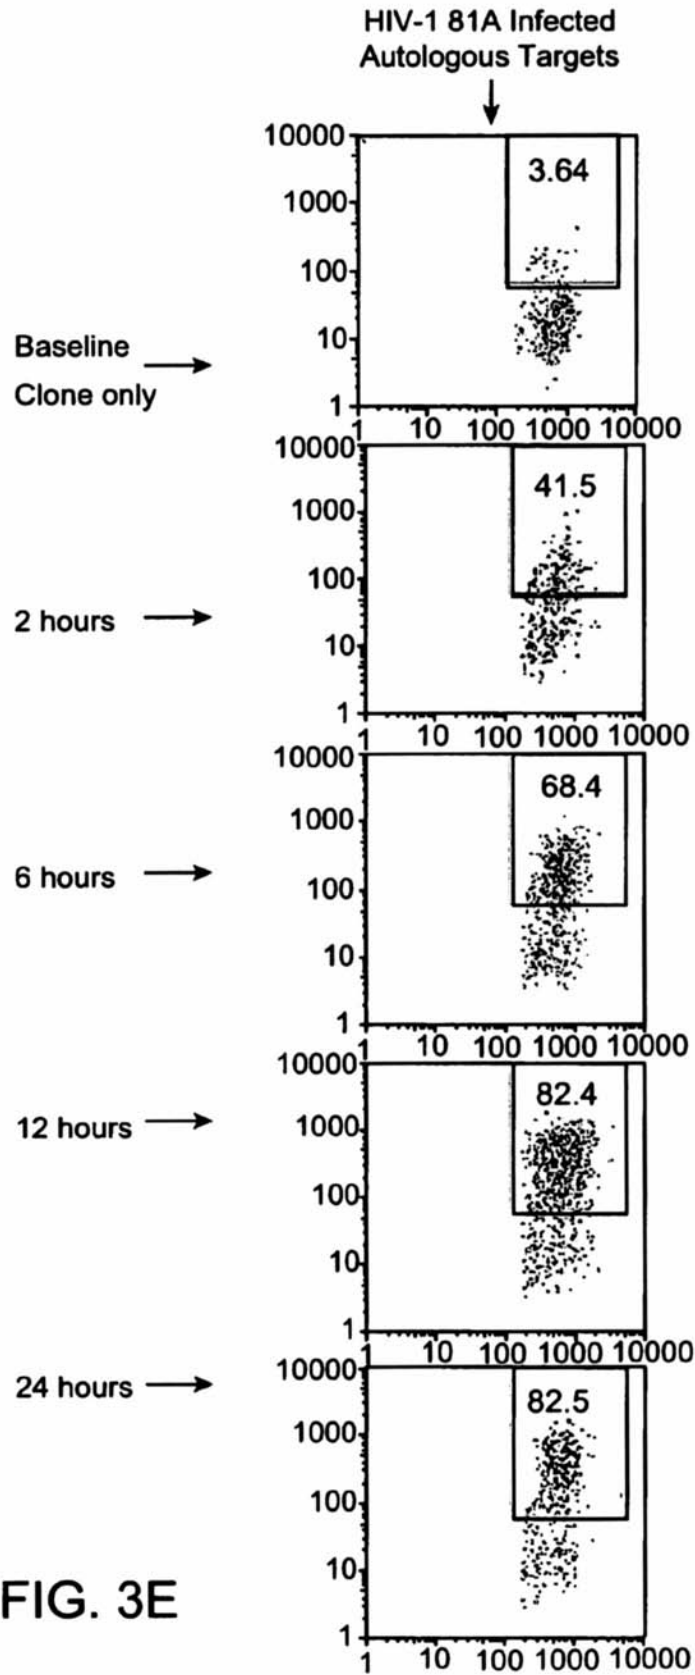 HIV-1 81A Infected
Autologous Targets
10000
3.64
1000
100
10
1
1 10 100 1000 10000
Baseline
Clone only
10000
41.5
1000
100
10
1
1 10 100 1000 10000
2 hours
10000
68.4
1000
100
10
1
1 10 100 1000 10000
6 hours
10000
82.4
1000
100
10
1
1 10 100 1000 10000
12 hours
10000
82.5
1000
100
10
1
1 10 100 1000 10000
24 hours
FIG. 3E